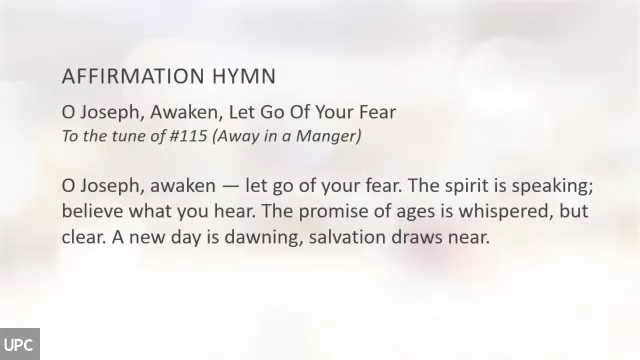 AFFIRMATION HYMN
O Joseph, Awaken, Let Go Of Your Fear
To the tune of #115 (Away in a Manger)
O Joseph, awaken — let go of your fear. The spirit is speaking;
believe what you hear. The promise of ages is whispered, but
clear. A new day is dawning, salvation draws near.
UPC